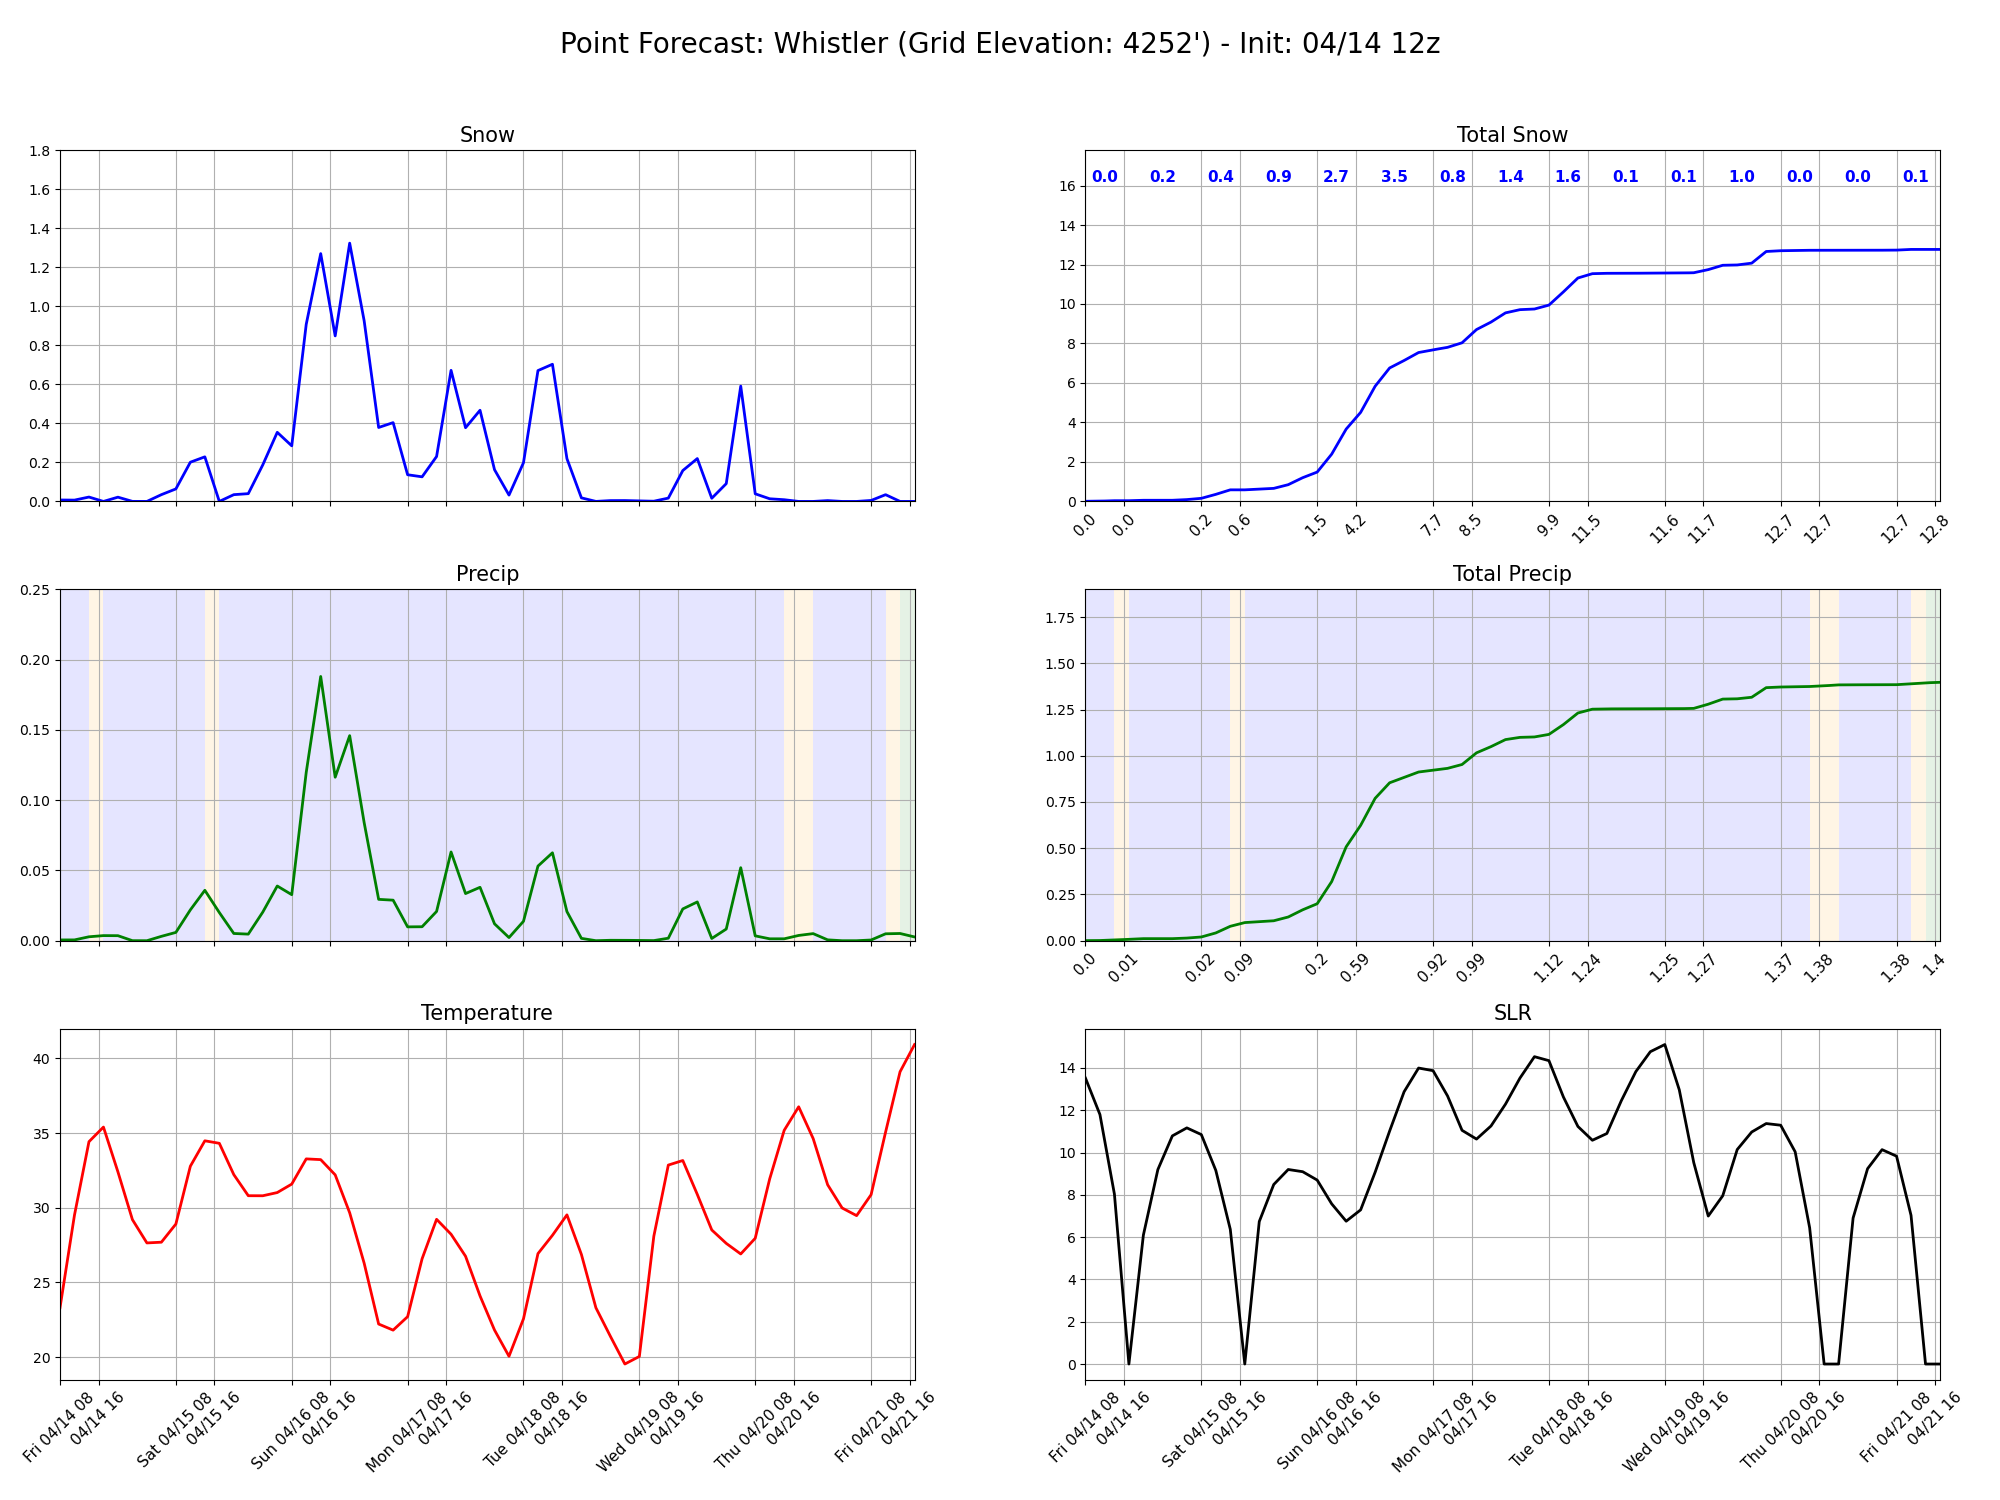 Point Forecast: Whistler (Grid Elevation: 4252') - Init: 04/14 12z
Snow
1.8
1.6
1.4
1.2
1.0
0.8
0.6
0.4
0.2
0.0
Total Snow
0.0 0.2 0.4 0.9 2.7 3.5 0.8 1.4 1.6 0.1 0.1 1.0 0.0 0.0 0.1
16
14
12
10
8
6
4
2
0
0.0 0.0 0.2 0.6 1.5 4.2 7.7 8.5 9.9 11.5 11.6 11.7 12.7 12.7 12.7 12.8
Precip
0.25
0.20
0.15
0.10
0.05
0.00
Total Precip
1.75
1.50
1.25
1.00
0.75
0.50
0.25
0.00
0.0 0.01 0.02 0.09 0.2 0.59 0.92 0.99 1.12 1.24 1.25 1.27 1.37 1.38 1.38 1.4
Temperature
40
35
30
25
20
Fri 04/14 08
04/14 16
Sat 04/15 08
04/15 16
Sun 04/16 08
04/16 16
Mon 04/17 08
04/17 16
Tue 04/18 08
04/18 16
Wed 04/19 08
04/19 16
Thu 04/20 08
04/20 16
Fri 04/21 08
04/21 16
SLR
14
12
10
8
6
4
2
0
Fri 04/14 08
04/14 16
Sat 04/15 08
04/15 16
Sun 04/16 08
04/16 16
Mon 04/17 08
04/17 16
Tue 04/18 08
04/18 16
Wed 04/19 08
04/19 16
Thu 04/20 08
04/20 16
Fri 04/21 08
04/21 16